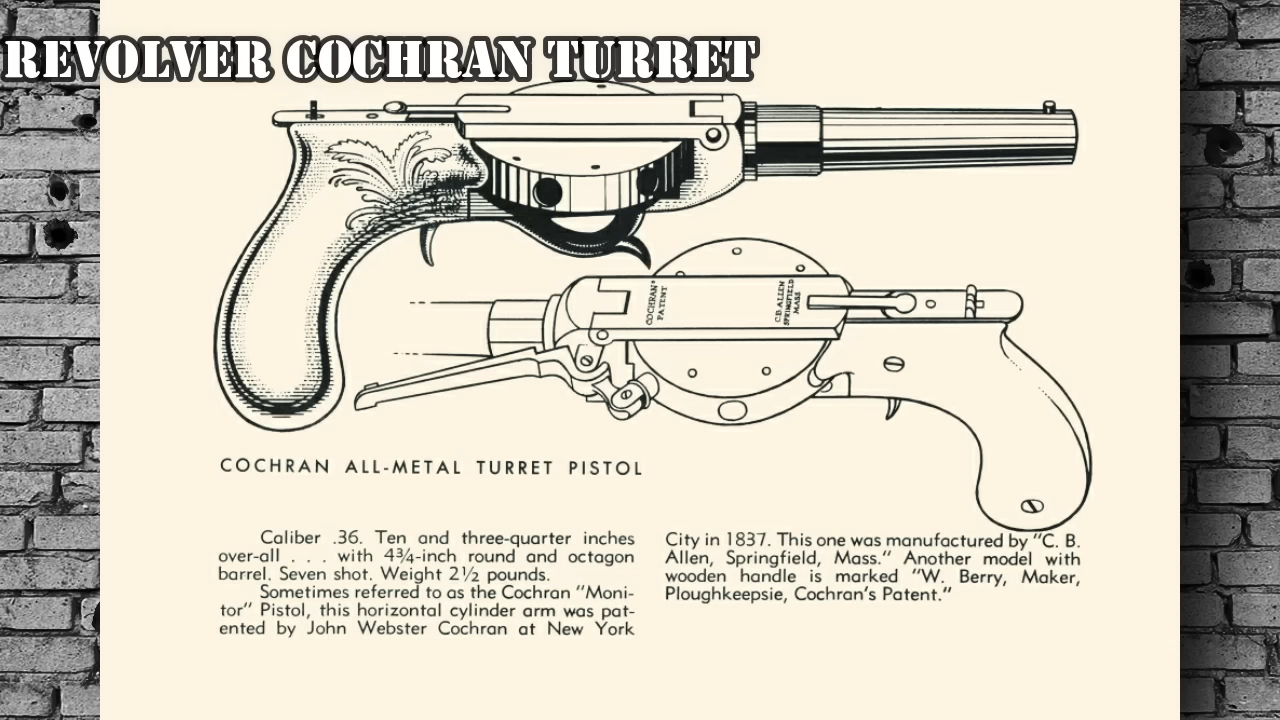 REVOLVER COCHRAN TURRET
COCHRAN'
PATENT
C.B.ALLEN
SPRINGFIELD
MASS
COCHRAN ALL-METAL TURRET PISTOL
Caliber .36. Ten and three-quarter inches
over-all . . . with 4¾-inch round and octagon
barrel. Seven shot. Weight 2½ pounds.
Sometimes referred to as the Cochran "Moni-
tor" Pistol, this horizontal cylinder arm was pat-
ented by John Webster Cochran at New York
City in 1837. This one was manufactured by "C. B.
Allen, Springfield, Mass." Another model with
wooden handle is marked "W. Berry, Maker,
Ploughkeepsie, Cochran's Patent."